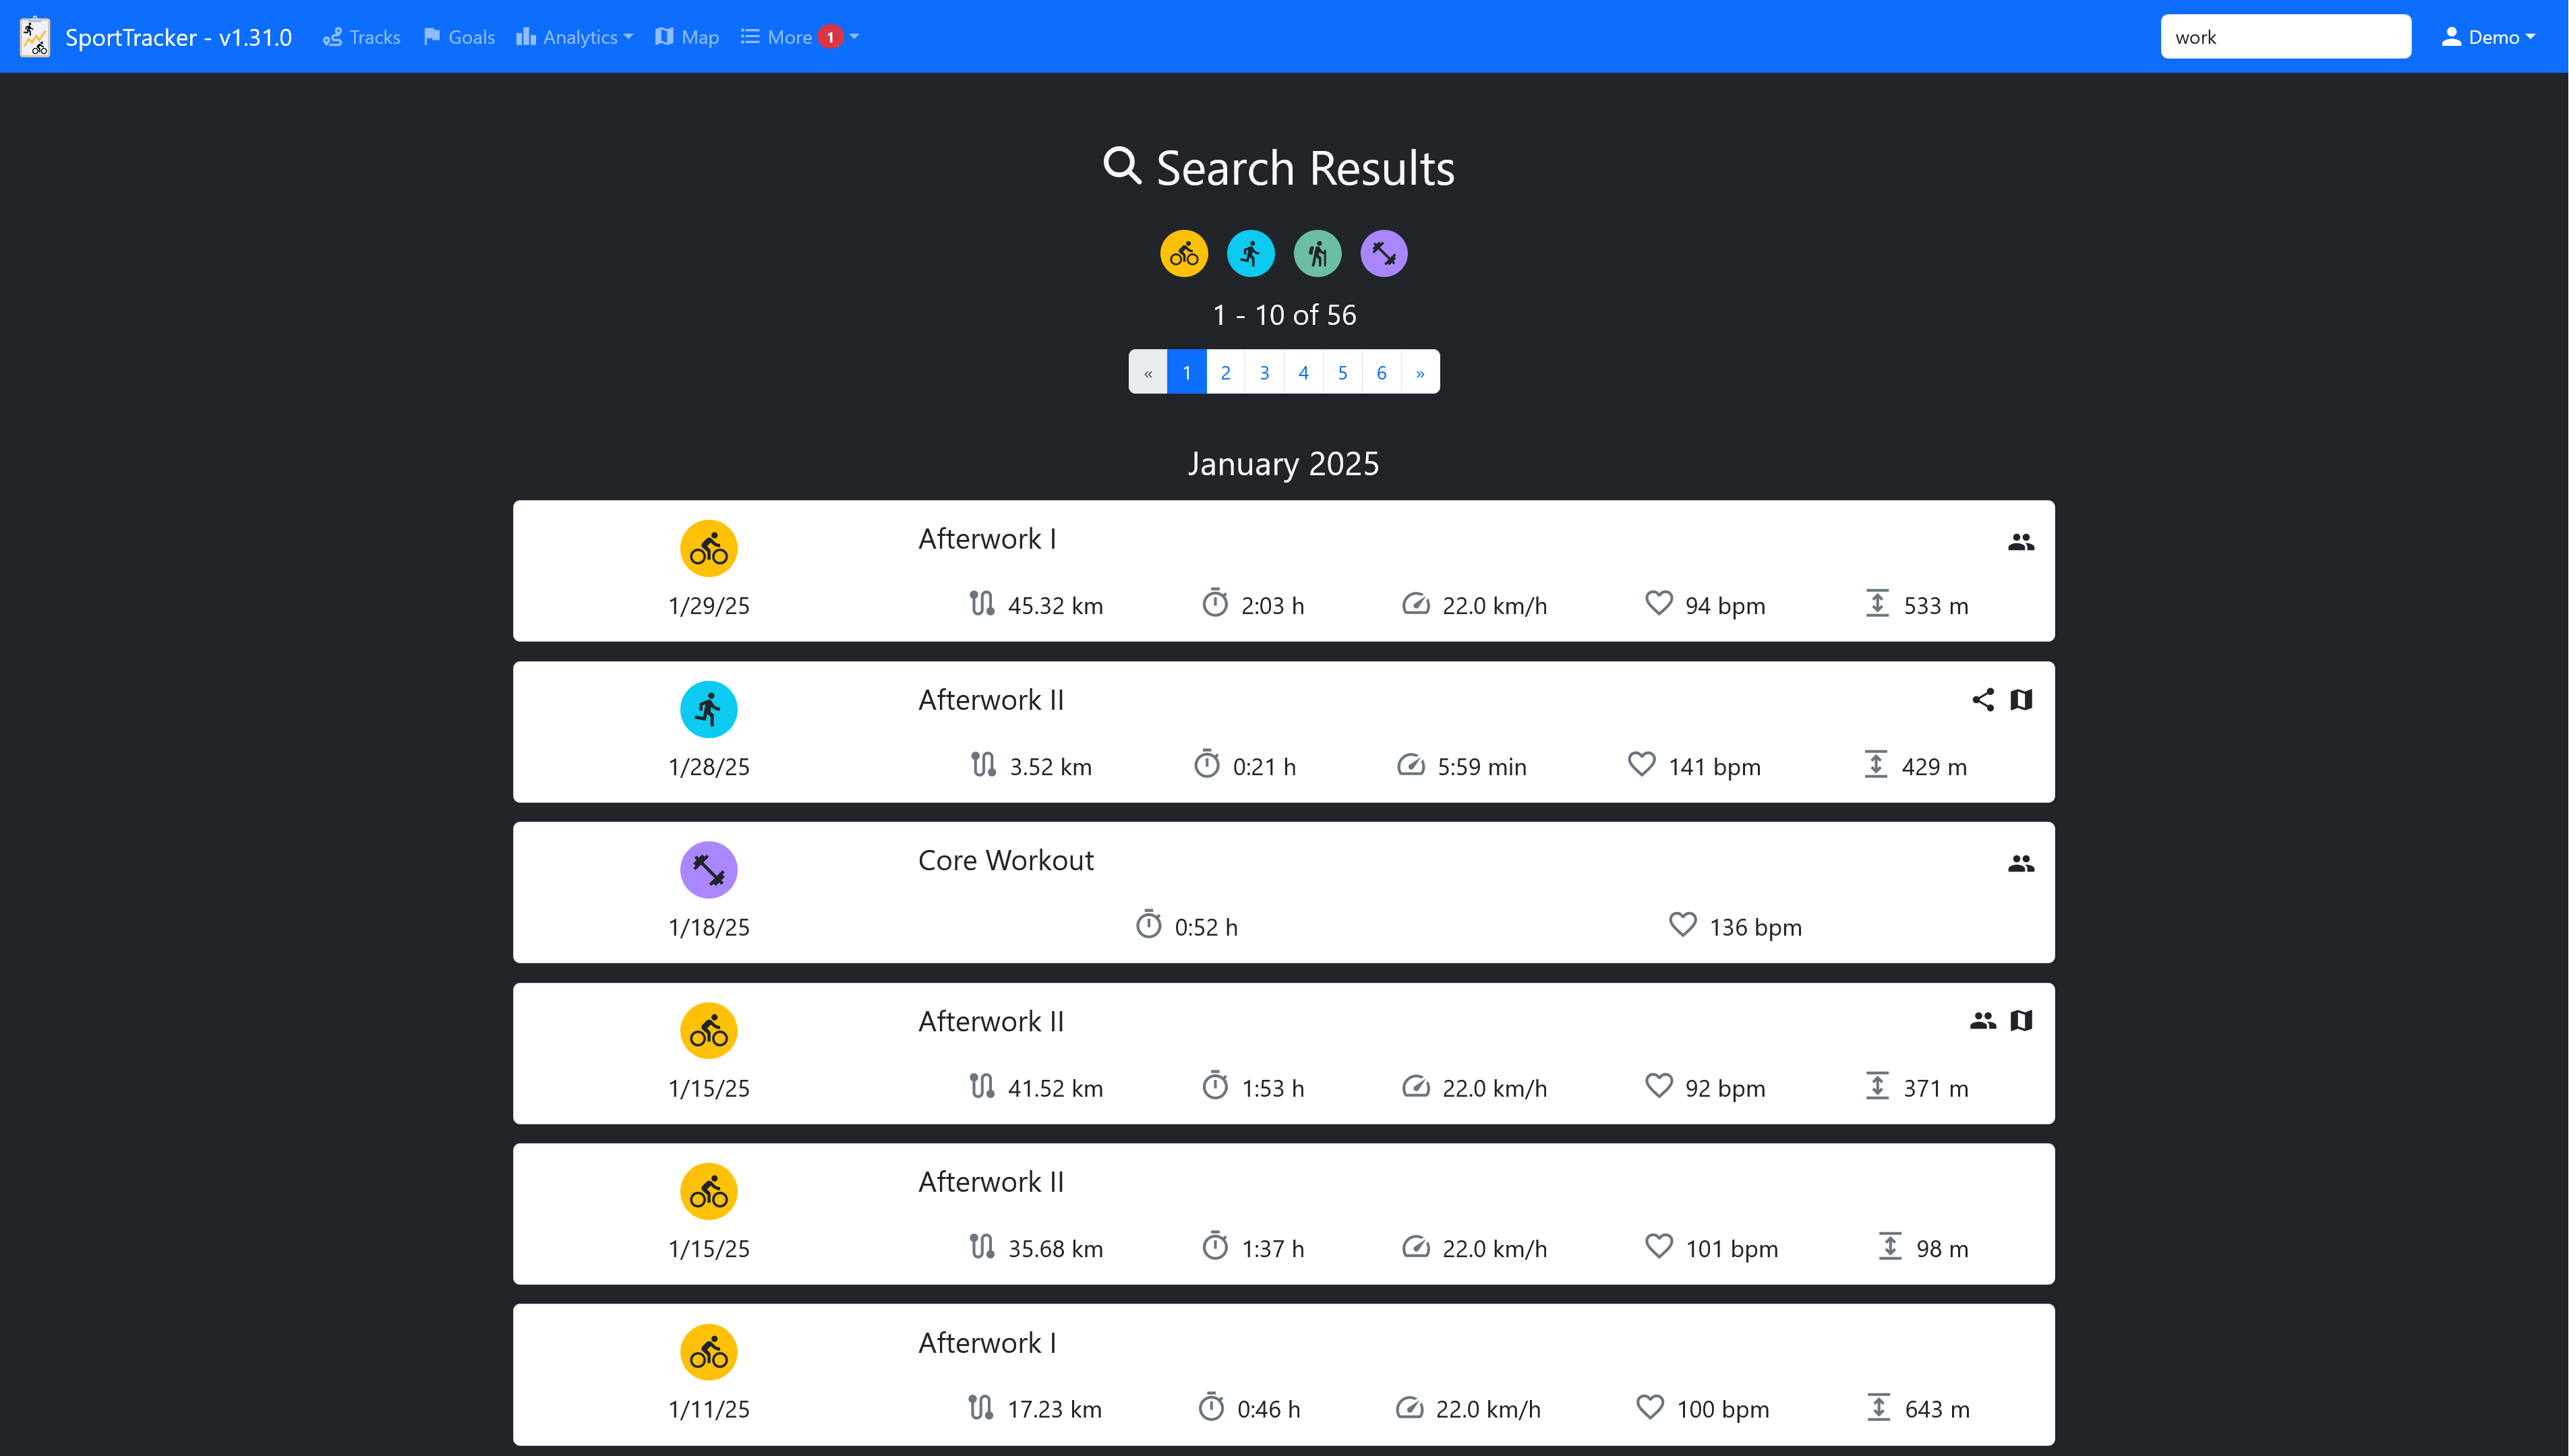 SportTracker - v1.31.0 Tracks Goals Analytics Map More 1 work Demo
Search Results
1 - 10 of 56
« 1 2 3 4 5 6 »
January 2025
Afterwork I
1/29/25 45.32 km 2:03 h 22.0 km/h 94 bpm 533 m
Afterwork II
1/28/25 3.52 km 0:21 h 5:59 min 141 bpm 429 m
Core Workout
1/18/25 0:52 h 136 bpm
Afterwork II
1/15/25 41.52 km 1:53 h 22.0 km/h 92 bpm 371 m
Afterwork II
1/15/25 35.68 km 1:37 h 22.0 km/h 101 bpm 98 m
Afterwork I
1/11/25 17.23 km 0:46 h 22.0 km/h 100 bpm 643 m